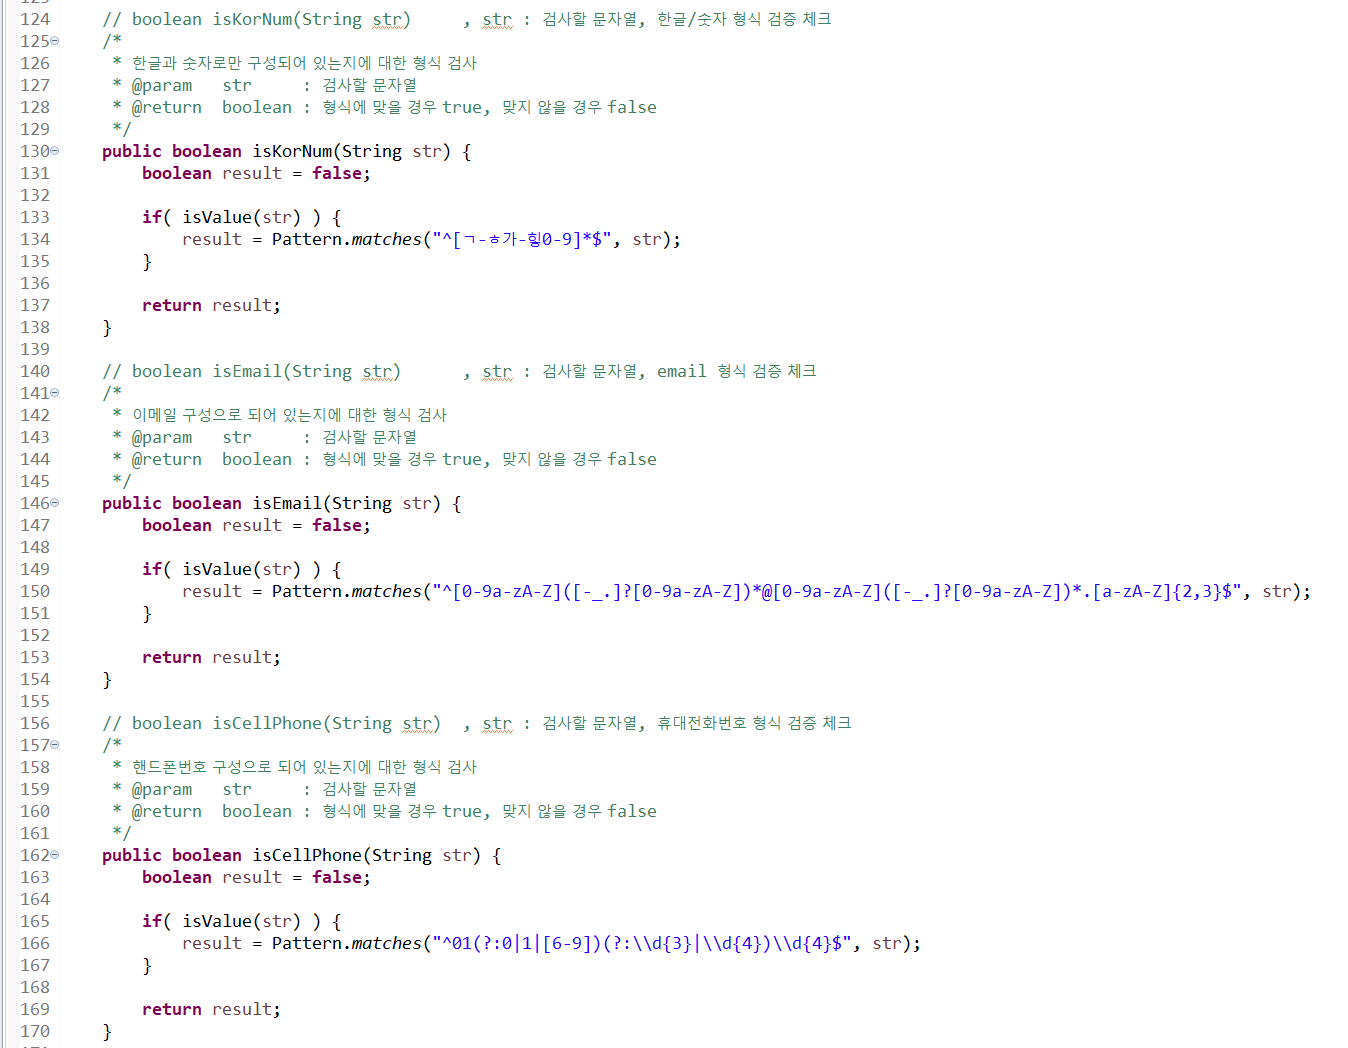 124 // boolean isKorNum(String str)     , str : 검사할 문자열, 한글/숫자 형식 검증 체크
125 /*
126  * 한글과 숫자로만 구성되어 있는지에 대한 형식 검사
127  * @param   str     : 검사할 문자열
128  * @return  boolean : 형식에 맞을 경우 true, 맞지 않을 경우 false
129  */
130 public boolean isKorNum(String str) {
131     boolean result = false;
132
133     if( isValue(str) ) {
134         result = Pattern.matches("^[ㄱ-ㅎ가-힣0-9]*$", str);
135     }
136
137     return result;
138 }
139
140 // boolean isEmail(String str)      , str : 검사할 문자열, email 형식 검증 체크
141 /*
142  * 이메일 구성으로 되어 있는지에 대한 형식 검사
143  * @param   str     : 검사할 문자열
144  * @return  boolean : 형식에 맞을 경우 true, 맞지 않을 경우 false
145  */
146 public boolean isEmail(String str) {
147     boolean result = false;
148
149     if( isValue(str) ) {
150         result = Pattern.matches("^[0-9a-zA-Z]([-_.]?[0-9a-zA-Z])*@[0-9a-zA-Z]([-_.]?[0-9a-zA-Z])*.[a-zA-Z]{2,3}$", str);
151     }
152
153     return result;
154 }
155
156 // boolean isCellPhone(String str)  , str : 검사할 문자열, 휴대전화번호 형식 검증 체크
157 /*
158  * 핸드폰번호 구성으로 되어 있는지에 대한 형식 검사
159  * @param   str     : 검사할 문자열
160  * @return  boolean : 형식에 맞을 경우 true, 맞지 않을 경우 false
161  */
162 public boolean isCellPhone(String str) {
163     boolean result = false;
164
165     if( isValue(str) ) {
166         result = Pattern.matches("^01(?:0|1|[6-9])(?:\\d{3}|\\d{4})\\d{4}$", str);
167     }
168
169     return result;
170 }